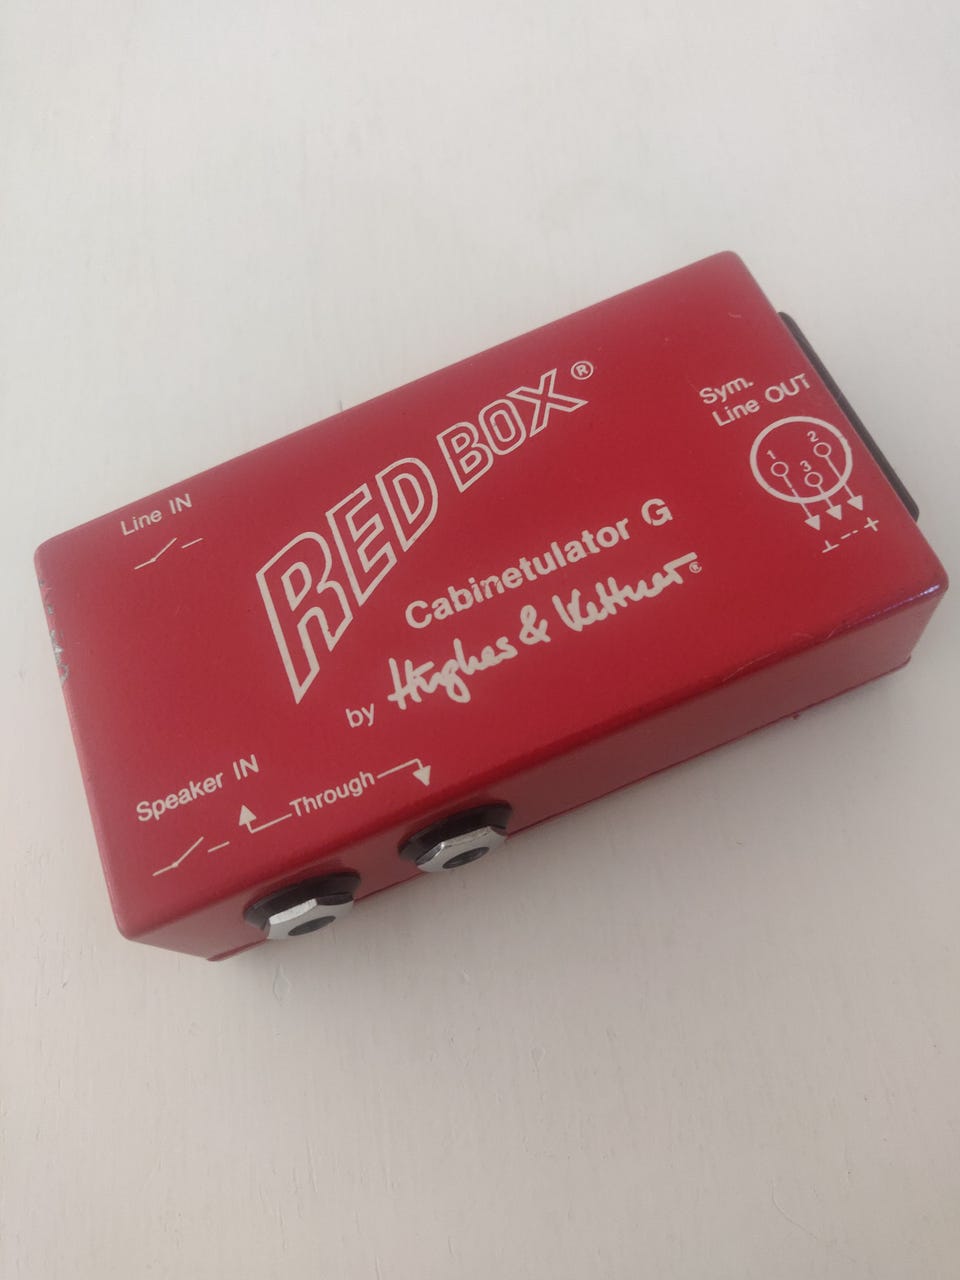 Line IN
RED BOX®
Sym.
Line OUT
1 2
3
⊥ - +
Cabinetulator G
by Hughes & Kettner®
Speaker IN
Through